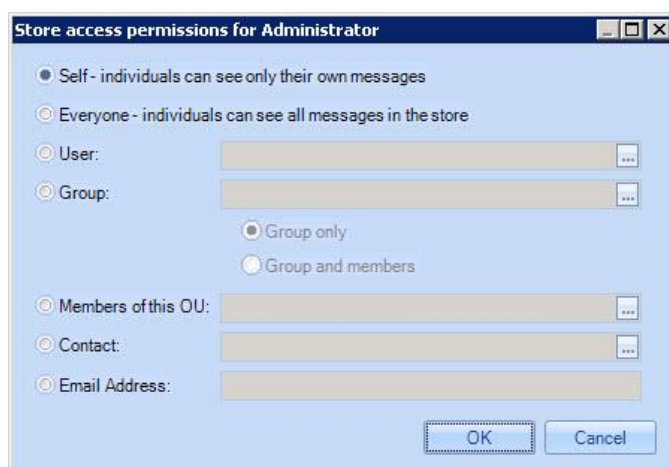 Store access permissions for Administrator
Self - individuals can see only their own messages
Everyone - individuals can see all messages in the store
User:
...
Group:
...
Group only
Group and members
Members of this OU:
...
Contact:
...
Email Address:
OK Cancel